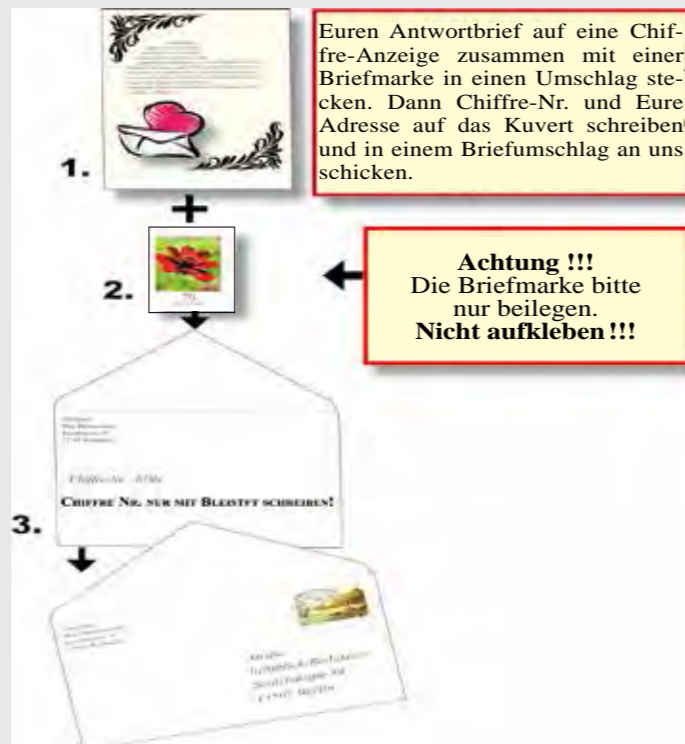 Euren Antwortbrief auf eine Chif-
fre-Anzeige zusammen mit einer
Briefmarke in einen Umschlag ste-
cken. Dann Chiffre-Nr. und Eure
Adresse auf das Kuvert schreiben
und in einem Briefumschlag an uns
schicken.
1.
+
2.
Achtung !!!
Die Briefmarke bitte
nur beilegen.
Nicht aufkleben !!!
CHIFFRE NR. NUR MIT BLEISTFT SCHREIBEN!
3.